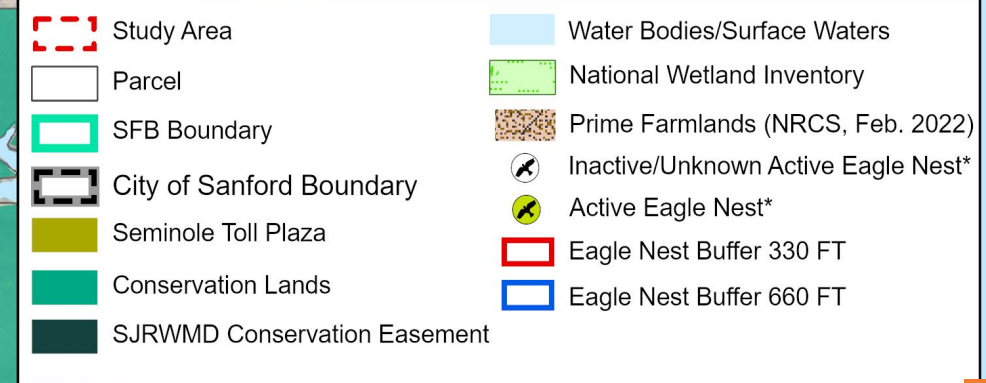 Study Area
Parcel
SFB Boundary
City of Sanford Boundary
Seminole Toll Plaza
Conservation Lands
SJRWMD Conservation Easement
Water Bodies/Surface Waters
National Wetland Inventory
Prime Farmlands (NRCS, Feb. 2022)
Inactive/Unknown Active Eagle Nest*
Active Eagle Nest*
Eagle Nest Buffer 330 FT
Eagle Nest Buffer 660 FT